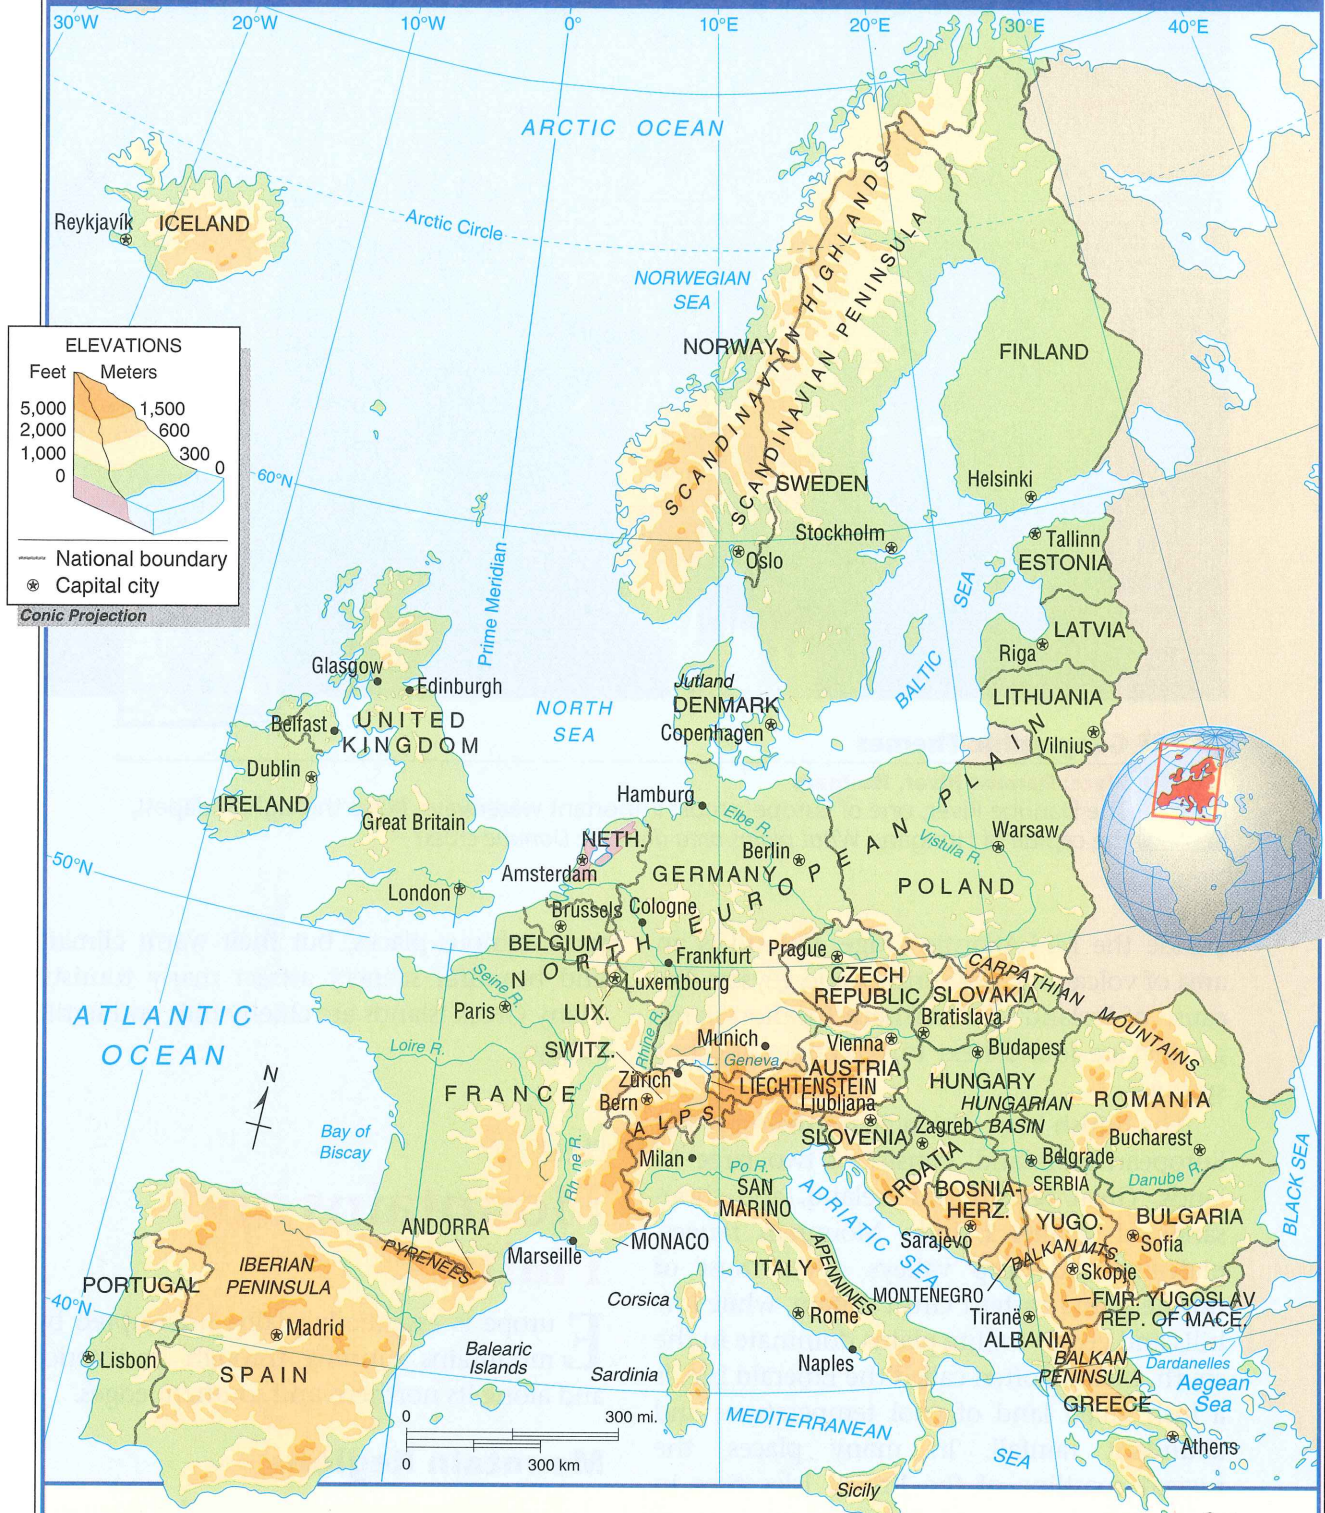 30°W
20°W
10°W
0°
10°E
20°E
30°E
40°E
ARCTIC OCEAN
Reykjavík
ICELAND
Arctic Circle
NORWEGIAN
SEA
SCANDINAVIAN HIGHLANDS
SCANDINAVIAN PENINSULA
NORWAY
FINLAND
ELEVATIONS
Feet
Meters
5,000
1,500
2,000
600
1,000
300
0
0
National boundary
Capital city
Conic Projection
60°N
SWEDEN
Helsinki
Stockholm
Oslo
Tallinn
ESTONIA
Prime Meridian
BALTIC
SEA
LATVIA
Riga
Glasgow
Edinburgh
Jutland
DENMARK
Copenhagen
LITHUANIA
Vilnius
NORTH
SEA
Belfast
UNITED
KINGDOM
Dublin
IRELAND
Great Britain
London
Hamburg
Elbe R.
NETH.
Amsterdam
Berlin
GERMANY
Vistula R.
Warsaw
POLAND
NORTH EUROPEAN PLAIN
50°N
Brussels
Cologne
BELGIUM
Frankfurt
Prague
CZECH
REPUBLIC
CARPATHIAN
MOUNTAINS
SLOVAKIA
Bratislava
Luxembourg
LUX.
Seine R.
Paris
ATLANTIC
OCEAN
Loire R.
SWITZ.
Rhine R.
Munich
L. Geneva
Vienna
AUSTRIA
Budapest
Zürich
LIECHTENSTEIN
FRANCE
Bern
ALPS
Ljubljana
HUNGARY
HUNGARIAN
BASIN
ROMANIA
N
Bay of
Biscay
SLOVENIA
Zagreb
Bucharest
Milan
Po R.
Belgrade
Danube R.
BLACK SEA
Rh ne R.
SAN
MARINO
CROATIA
SERBIA
BOSNIA-
HERZ.
YUGO.
BULGARIA
ADRIATIC
SEA
Sarajevo
Sofia
ANDORRA
PYRENEES
Marseille
MONACO
ITALY
APENNINES
BALKAN MTS.
Skopje
IBERIAN
PENINSULA
PORTUGAL
MONTENEGRO
FMR. YUGOSLAV
REP. OF MACE.
Corsica
40°N
Rome
Tiranë
ALBANIA
Madrid
Lisbon
SPAIN
Balearic
Islands
Sardinia
Naples
BALKAN
PENINSULA
Dardanelles
Aegean
Sea
GREECE
Athens
0
300 mi.
0
300 km
MEDITERRANEAN
SEA
Sicily